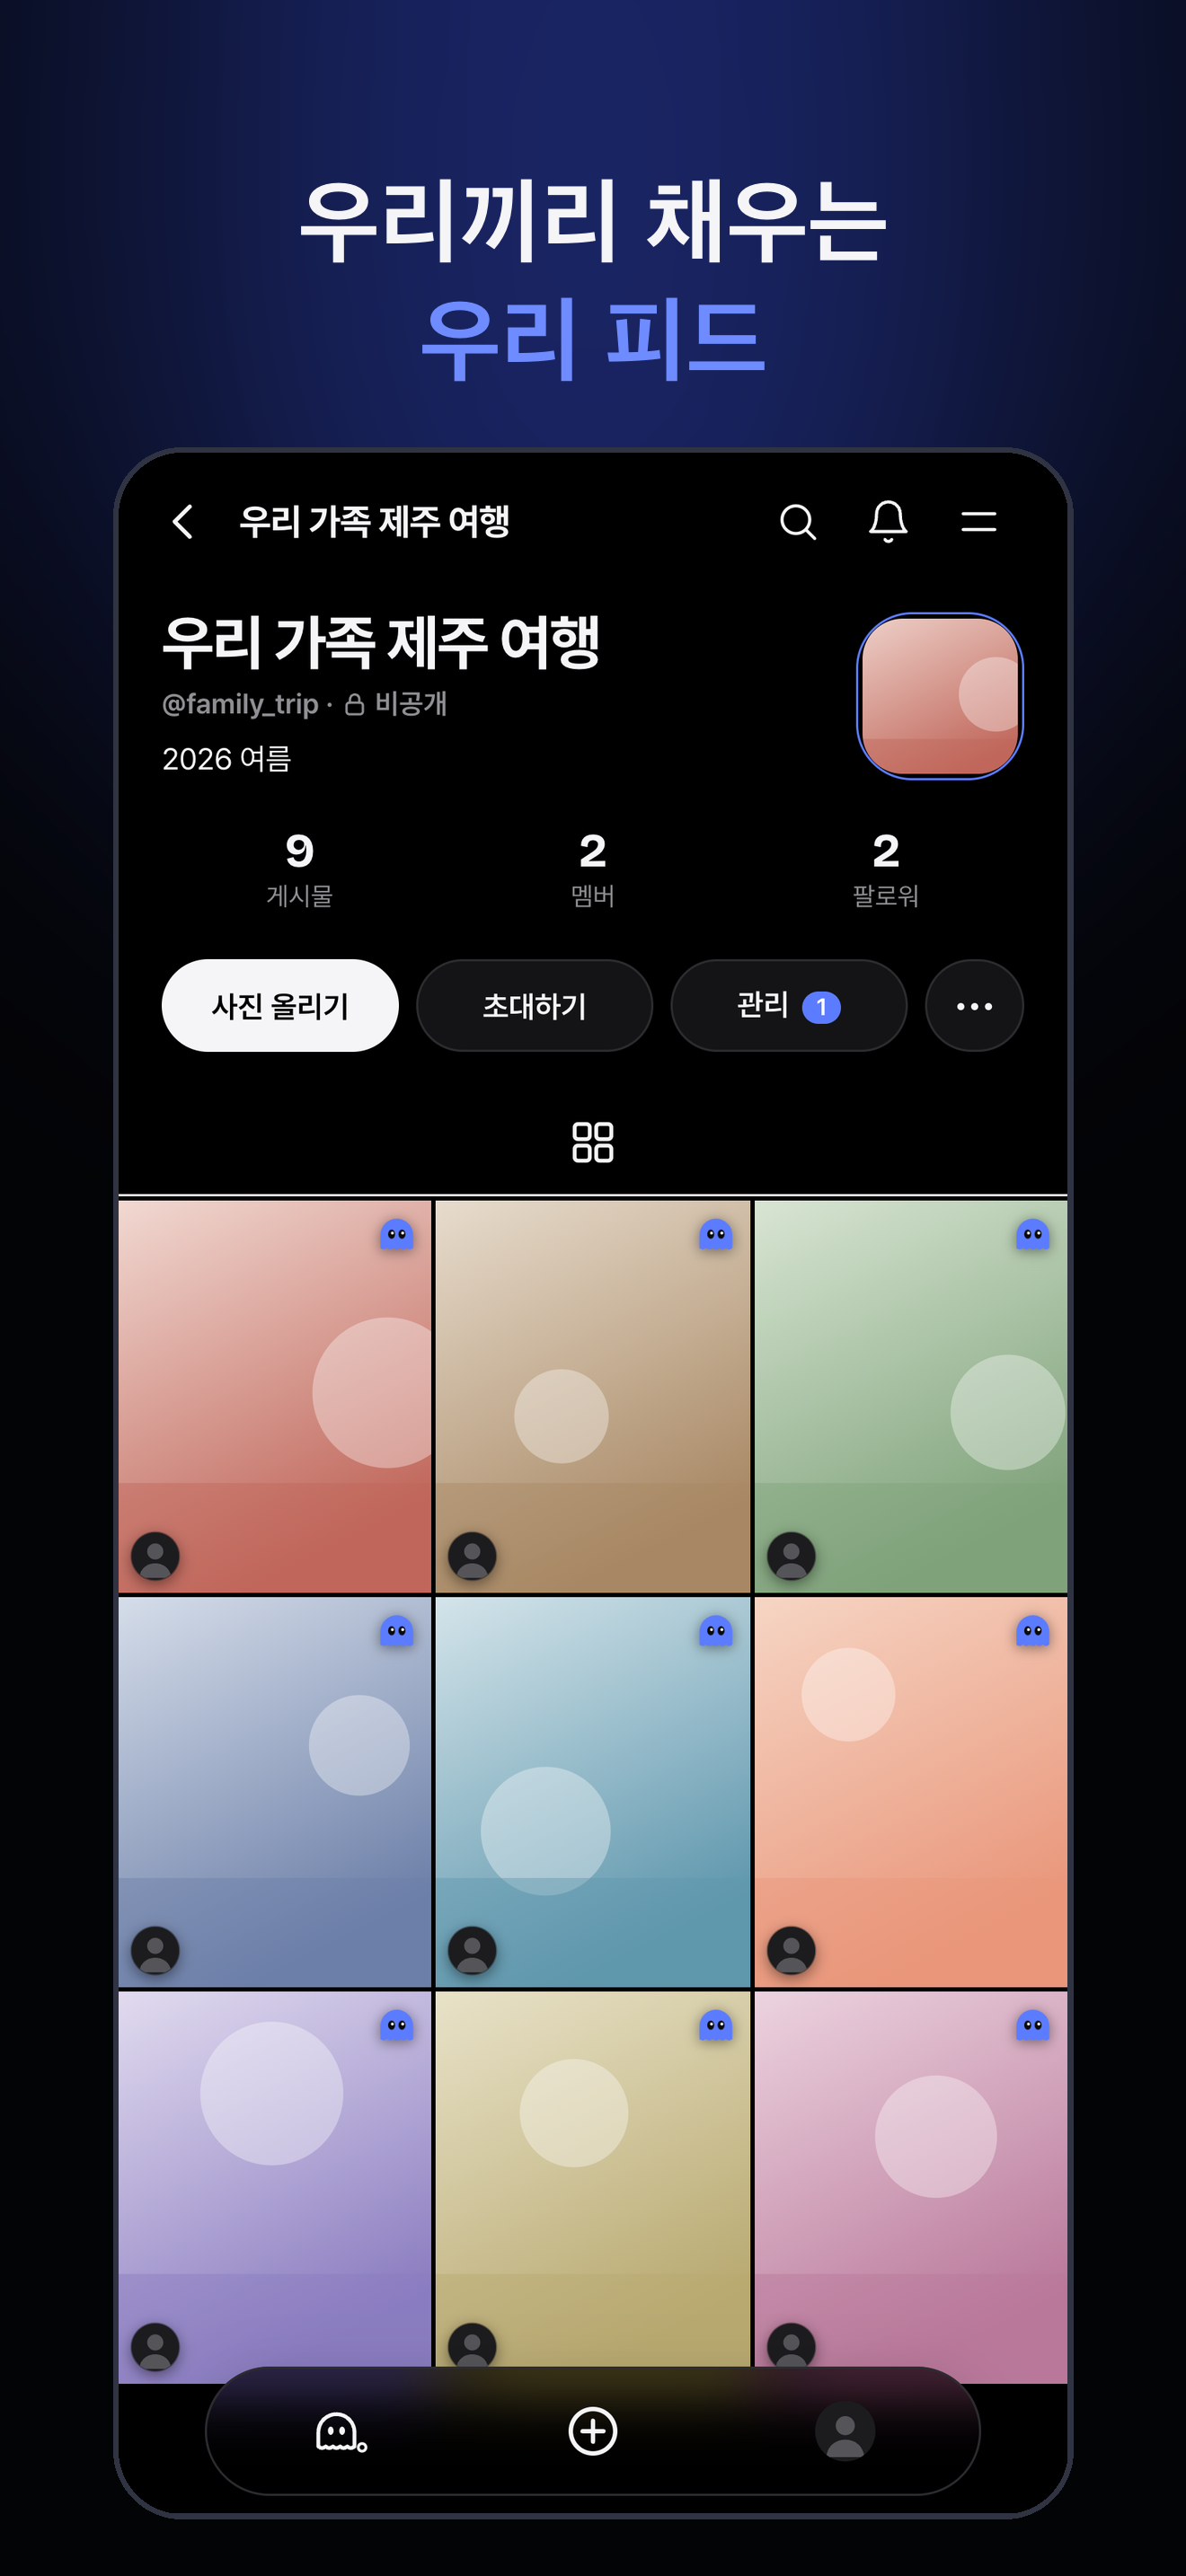 우리끼리 채우는
우리 피드
우리 가족 제주 여행
우리 가족 제주 여행
@family_trip · 비공개
2026 여름
9 2 2
게시물 멤버 팔로워
사진 올리기 초대하기 관리 1